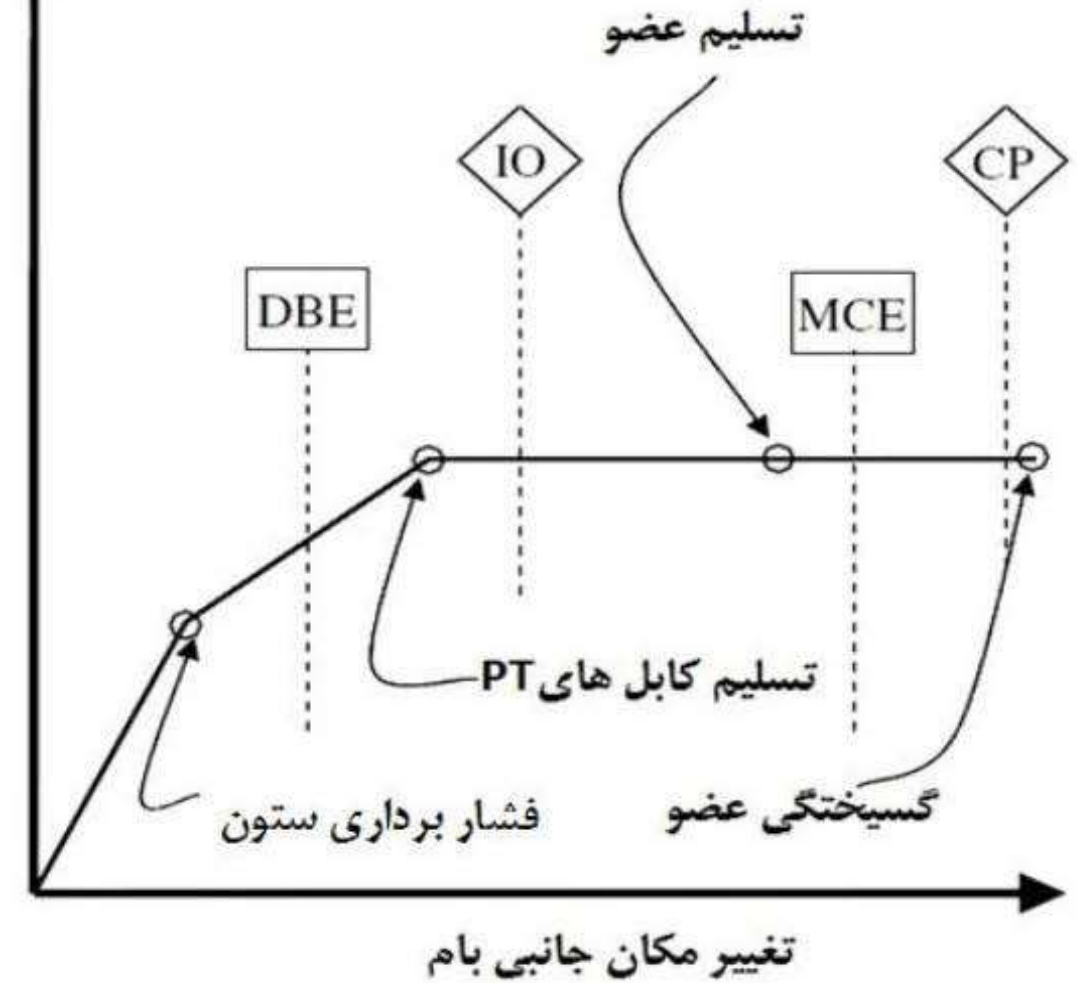 تسلیم عضو
IO
CP
DBE
MCE
تسلیم کابل های PT
فشار برداری ستون
گسیختگی عضو
تغییر مکان جانبی بام